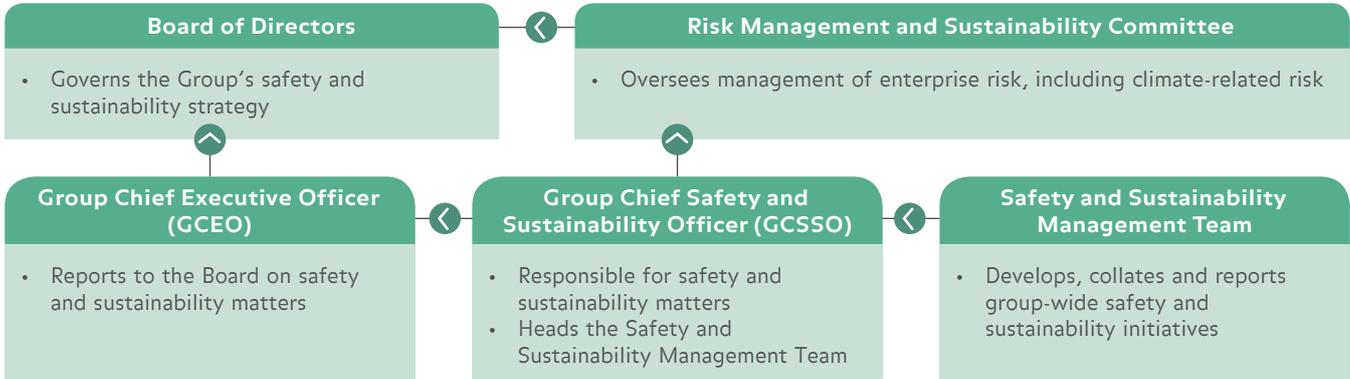 Board of Directors
• Governs the Group's safety and
sustainability strategy
Risk Management and Sustainability Committee
• Oversees management of enterprise risk, including climate-related risk
Group Chief Executive Officer
(GCEO)
• Reports to the Board on safety
and sustainability matters
Group Chief Safety and
Sustainability Officer (GCSSO)
• Responsible for safety and
sustainability matters
• Heads the Safety and
Sustainability Management Team
Safety and Sustainability
Management Team
• Develops, collates and reports
group-wide safety and
sustainability initiatives